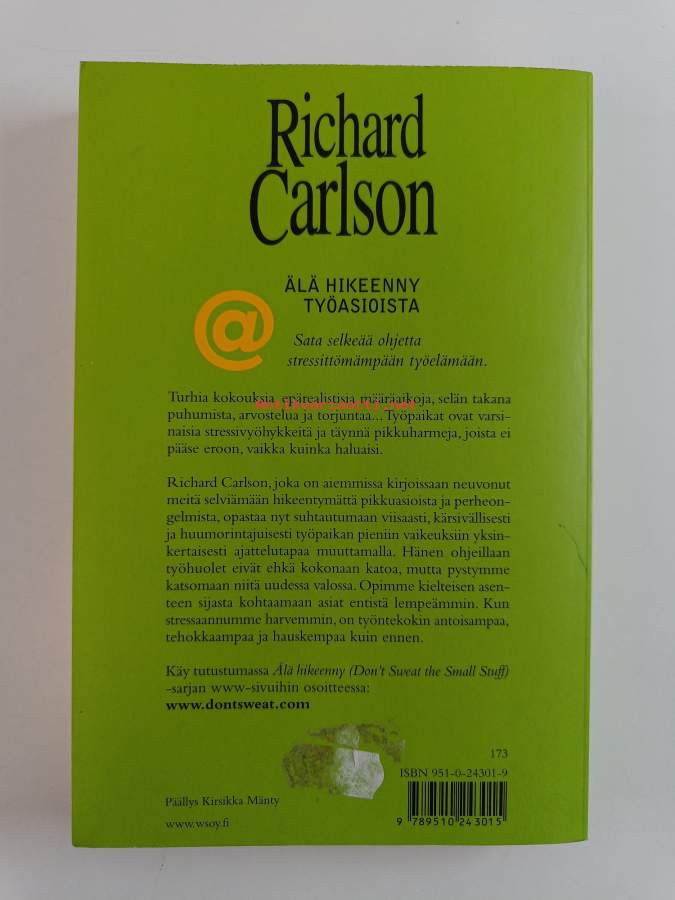 Richard
Carlson
@
ÄLÄ HIKEENNY
TYÖASIOISTA
Sata selkeää ohjetta
stressittömämpään työelämään.
Turhia kokouksia, epärealistisia määräaikoja, selän takana
puhumista, arvostelua ja torjuntaa... Työpaikat ovat varsi-
naisia stressivyöhykkeitä ja täynnä pikkuharmeja, joista ei
pääse eroon, vaikka kuinka haluaisi.
Richard Carlson, joka on aiemmissa kirjoissaan neuvonut
meitä selviämään hikeentymättä pikkuasioista ja perheon-
gelmista, opastaa nyt suhtautumaan viisaasti, kärsivällisesti
ja huumorintajuisesti työpaikan pieniin vaikeuksiin yksin-
kertaisesti ajattelutapaa muuttamalla. Hänen ohjeillaan
työhuolet eivät ehkä kokonaan katoa, mutta pystymme
katsomaan niitä uudessa valossa. Opimme kielteisen asen-
teen sijasta kohtaamaan asiat entistä lempeämmin. Kun
stressaannumme harvemmin, on työntekokin antoisampaa,
tehokkaampaa ja hauskempaa kuin ennen.
Käy tutustumassa Älä hikeenny (Don't Sweat the Small Stuff)
-sarjan www-sivuihin osoitteessa:
www.dontsweat.com
173
ISBN 951-0-24301-9
Päällys Kirsikka Mänty
www.wsoy.fi
9 789510 243015